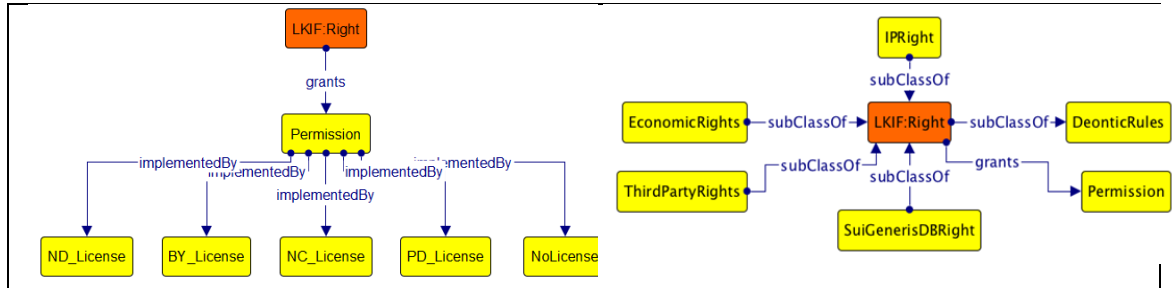 LKIF:Right
grants
Permission
implementedBy
implementedBy
implementedBy
implementedBy
implementedBy
ND_License
BY_License
NC_License
PD_License
NoLicense
IPRight
subClassOf
EconomicRights
subClassOf
LKIF:Right
subClassOf
DeonticRules
subClassOf
grants
subClassOf
ThirdPartyRights
Permission
SuiGenerisDBRight